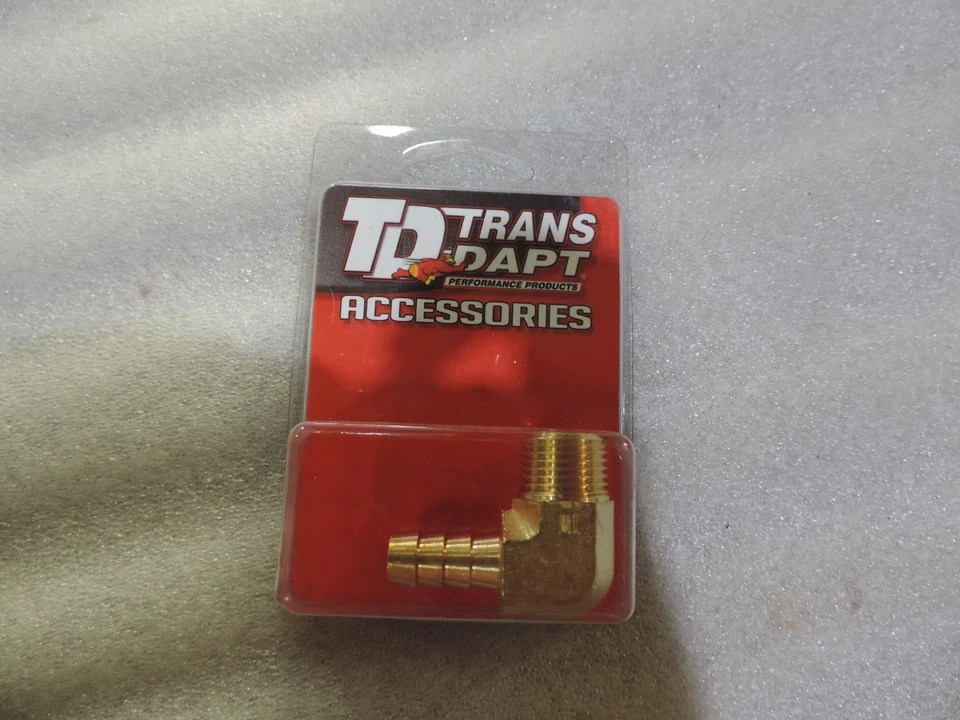 TD TRANS
DAPT
PERFORMANCE PRODUCTS
ACCESSORIES